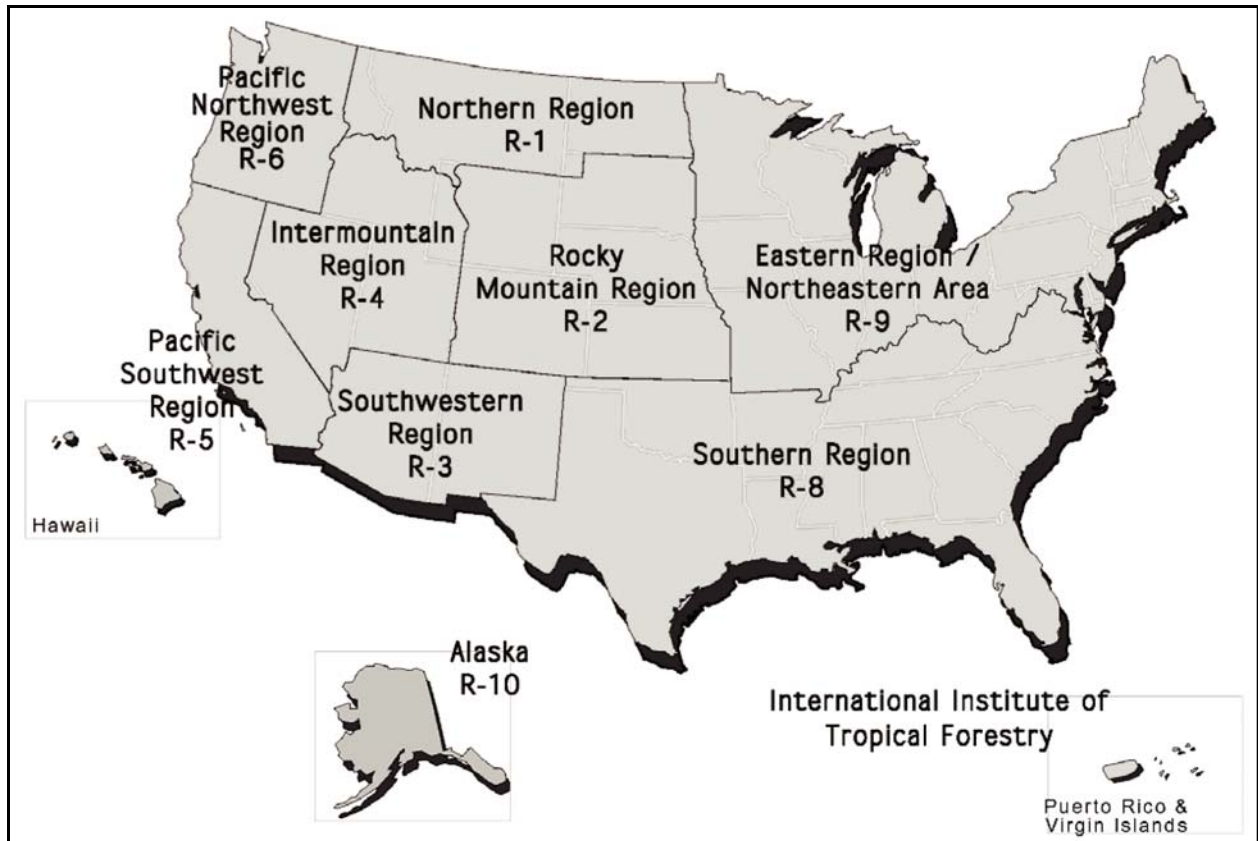 Pacific
Northwest
Region
R-6
Northern Region
R-1
Intermountain
Region
R-4
Rocky
Mountain Region
R-2
Eastern Region /
Northeastern Area
R-9
Pacific
Southwest
Region
R-5
Southwestern
Region
R-3
Southern Region
R-8
Hawaii
Alaska
R-10
International Institute of
Tropical Forestry
Puerto Rico &
Virgin Islands